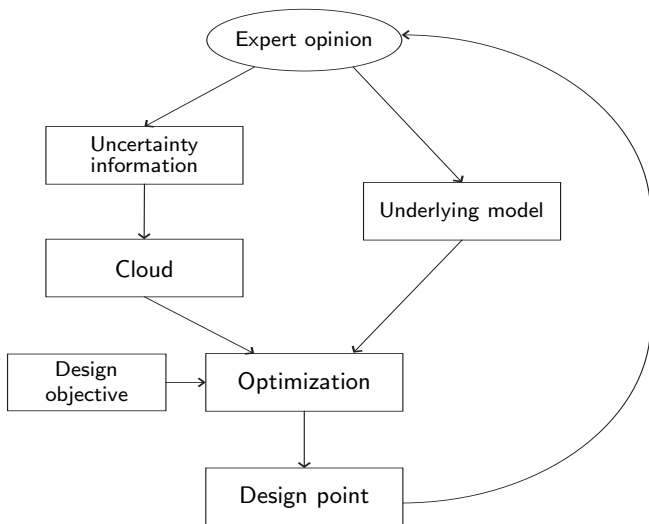 Expert opinion
Uncertainty
information
Underlying model
Cloud
Design
objective
Optimization
Design point